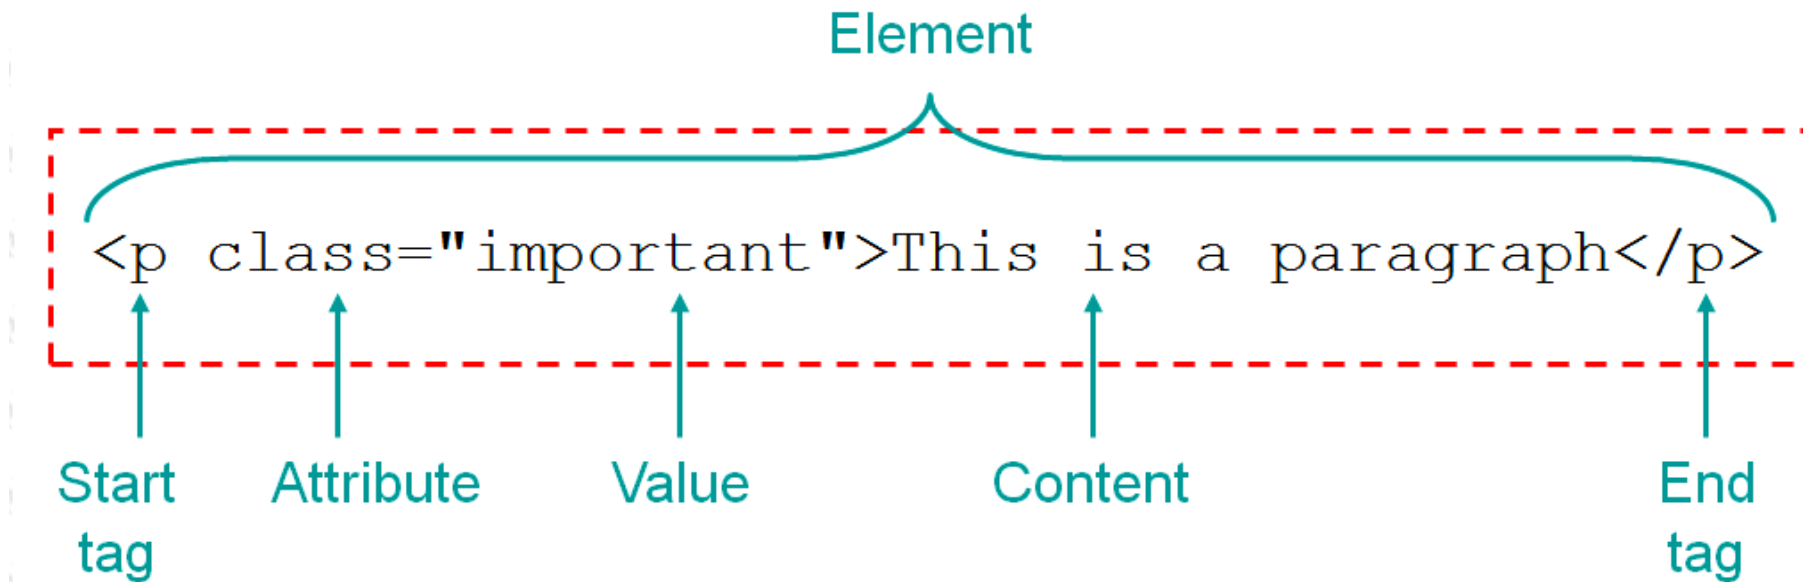 Element
<p class="important">This is a paragraph</p>
Start Attribute Value Content End
tag tag